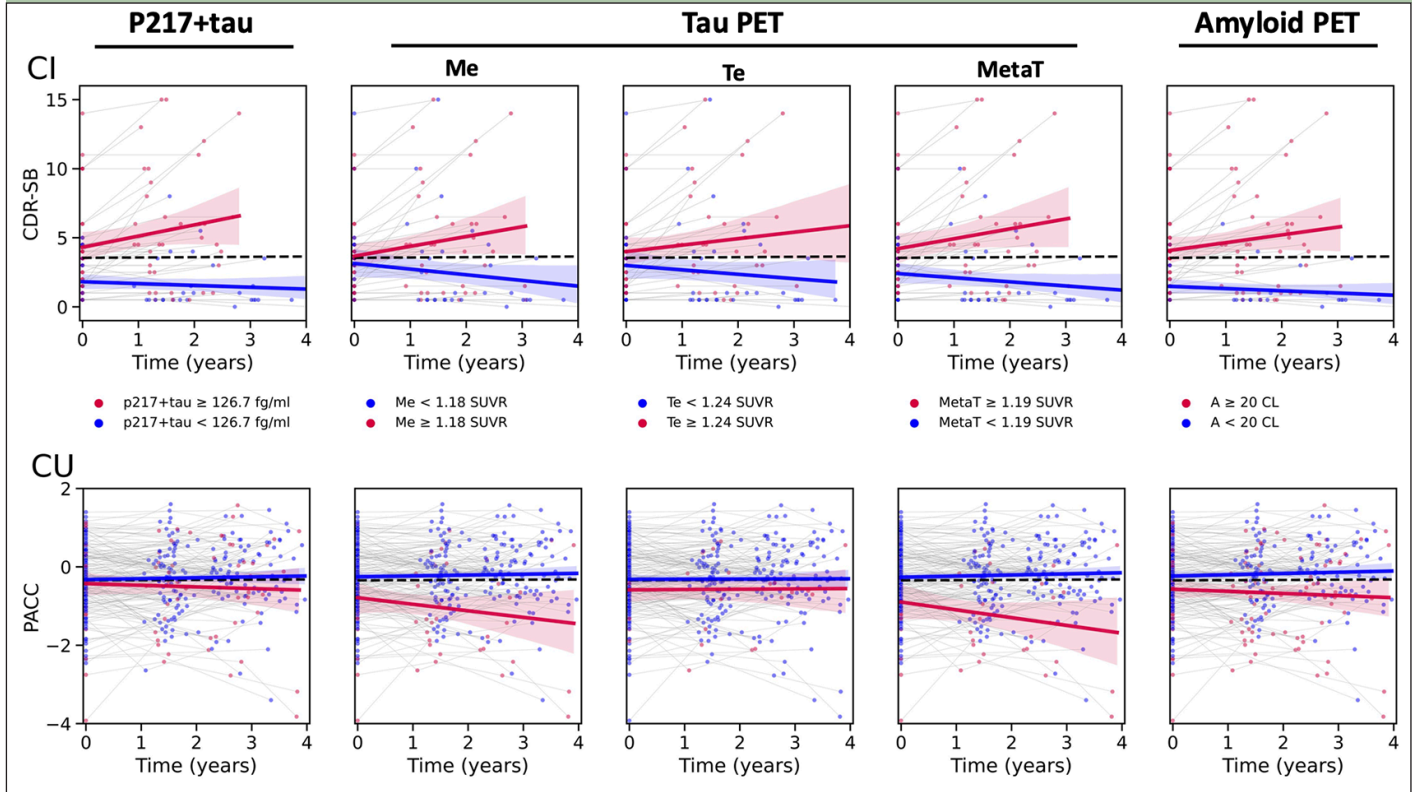 P217+tau
Tau PET
Amyloid PET
CI
Me
Te
MetaT
15
10
5
0
CDR-SB
0 1 2 3 4
0 1 2 3 4
0 1 2 3 4
0 1 2 3 4
0 1 2 3 4
Time (years)
Time (years)
Time (years)
Time (years)
Time (years)
p217+tau ≥ 126.7 fg/ml
p217+tau < 126.7 fg/ml
Me < 1.18 SUVR
Me ≥ 1.18 SUVR
Te < 1.24 SUVR
Te ≥ 1.24 SUVR
MetaT ≥ 1.19 SUVR
MetaT < 1.19 SUVR
A ≥ 20 CL
A < 20 CL
CU
2
0
−2
−4
PACC
0 1 2 3 4
0 1 2 3 4
0 1 2 3 4
0 1 2 3 4
0 1 2 3 4
Time (years)
Time (years)
Time (years)
Time (years)
Time (years)